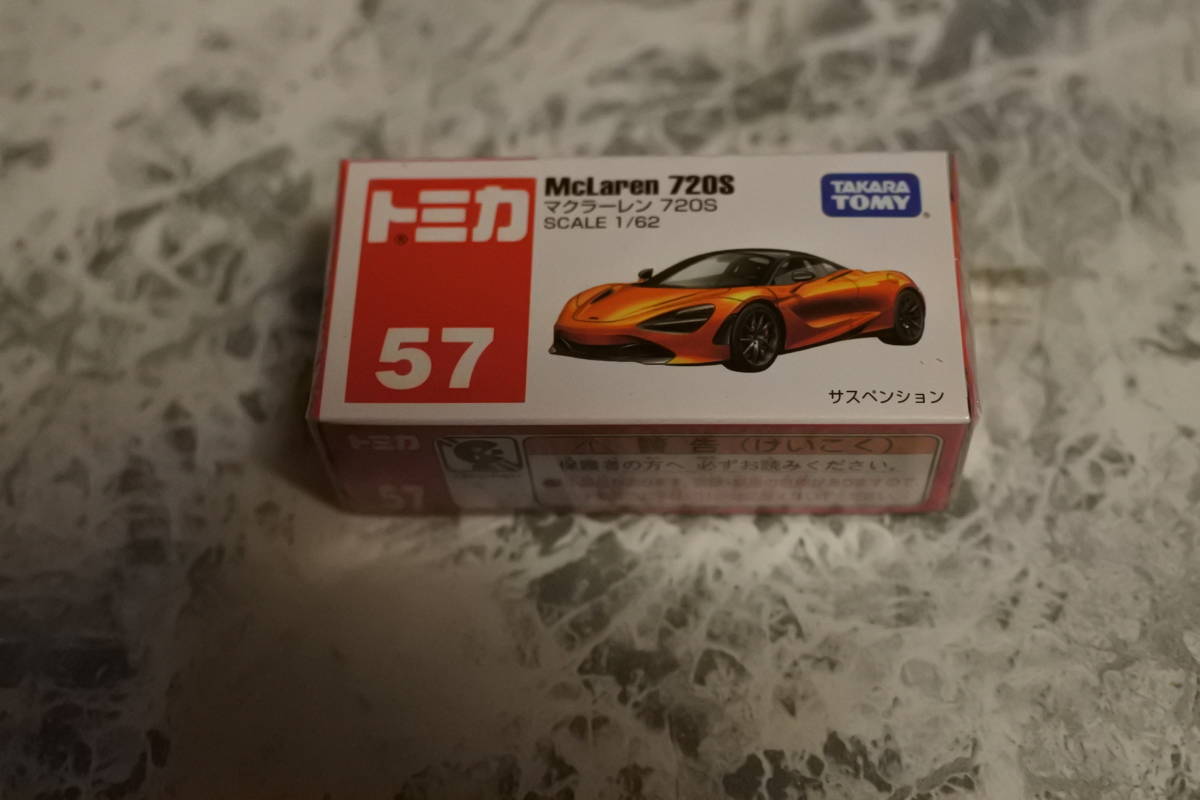 トミカ
57
McLaren 720S
マクラーレン 720S
SCALE 1/62
TAKARA
TOMY
サスペンション
トミカ
57
警告 (けいこく)
保護者の方へ 必ずお読みください。